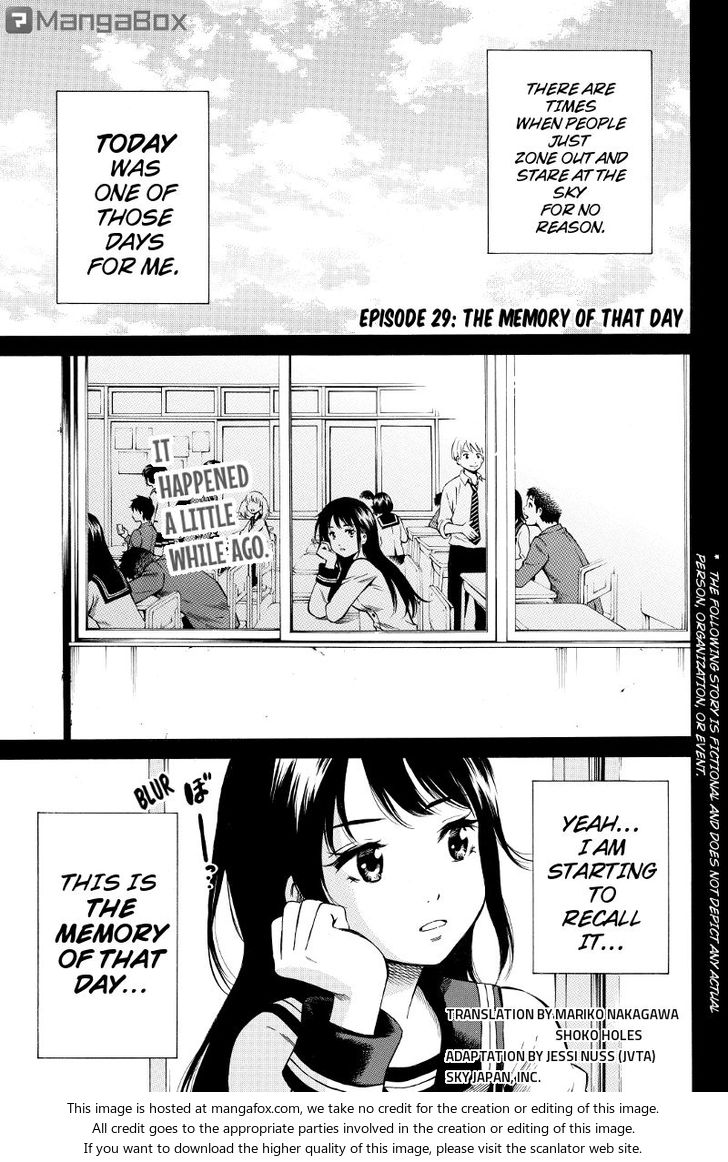 MangaBox
THERE ARE
TIMES
WHEN PEOPLE
JUST
ZONE OUT AND
STARE AT THE
SKY
FOR NO
REASON.
TODAY
WAS
ONE OF
THOSE
DAYS
FOR ME.
EPISODE 29: THE MEMORY OF THAT DAY
IT
HAPPENED
A LITTLE
WHILE AGO.
* THE FOLLOWING STORY IS FICTIONAL AND DOES NOT DEPICT ANY ACTUAL
PERSON, ORGANIZATION, OR EVENT.
YEAH...
I AM
STARTING
TO
RECALL
IT...
BLUR
ぼーっ
THIS IS
THE
MEMORY
OF THAT
DAY...
TRANSLATION BY MARIKO NAKAGAWA
SHOKO HOLES
ADAPTATION BY JESSI NUSS (JVTA)
SKY JAPAN, INC.
This image is hosted at mangafox.com, we take no credit for the creation or editing of this image.
All credit goes to the appropriate parties involved in the creation or editing of this image.
If you want to download the higher quality of this image, please visit the scanlator web site.